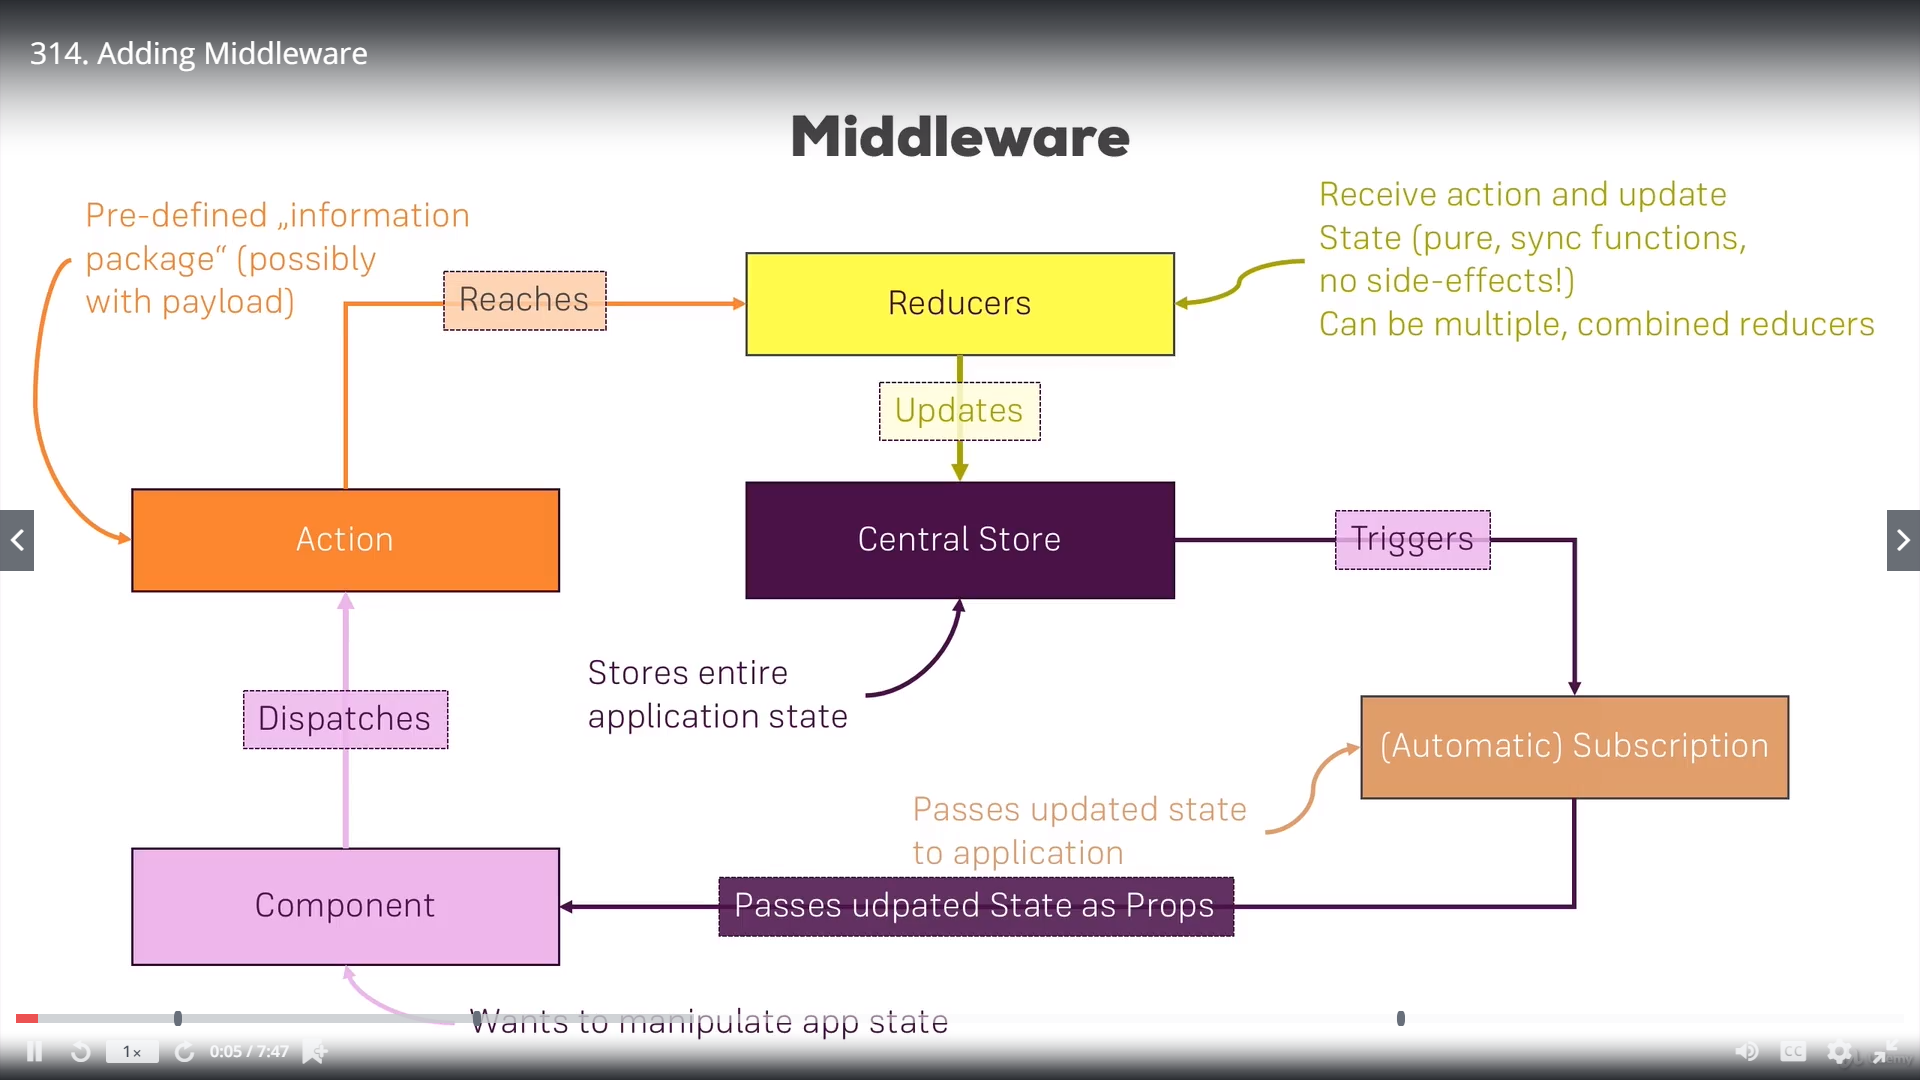 314. Adding Middleware
Middleware
Pre-defined „information
package“ (possibly
with payload)
Reaches
Reducers
Receive action and update
State (pure, sync functions,
no side-effects!)
Can be multiple, combined reducers
Updates
Action
Central Store
Triggers
Stores entire
application state
Dispatches
(Automatic) Subscription
Passes updated state
to application
Component
Passes udpated State as Props
Wants to manipulate app state
1x
0:05 / 7:47
CC